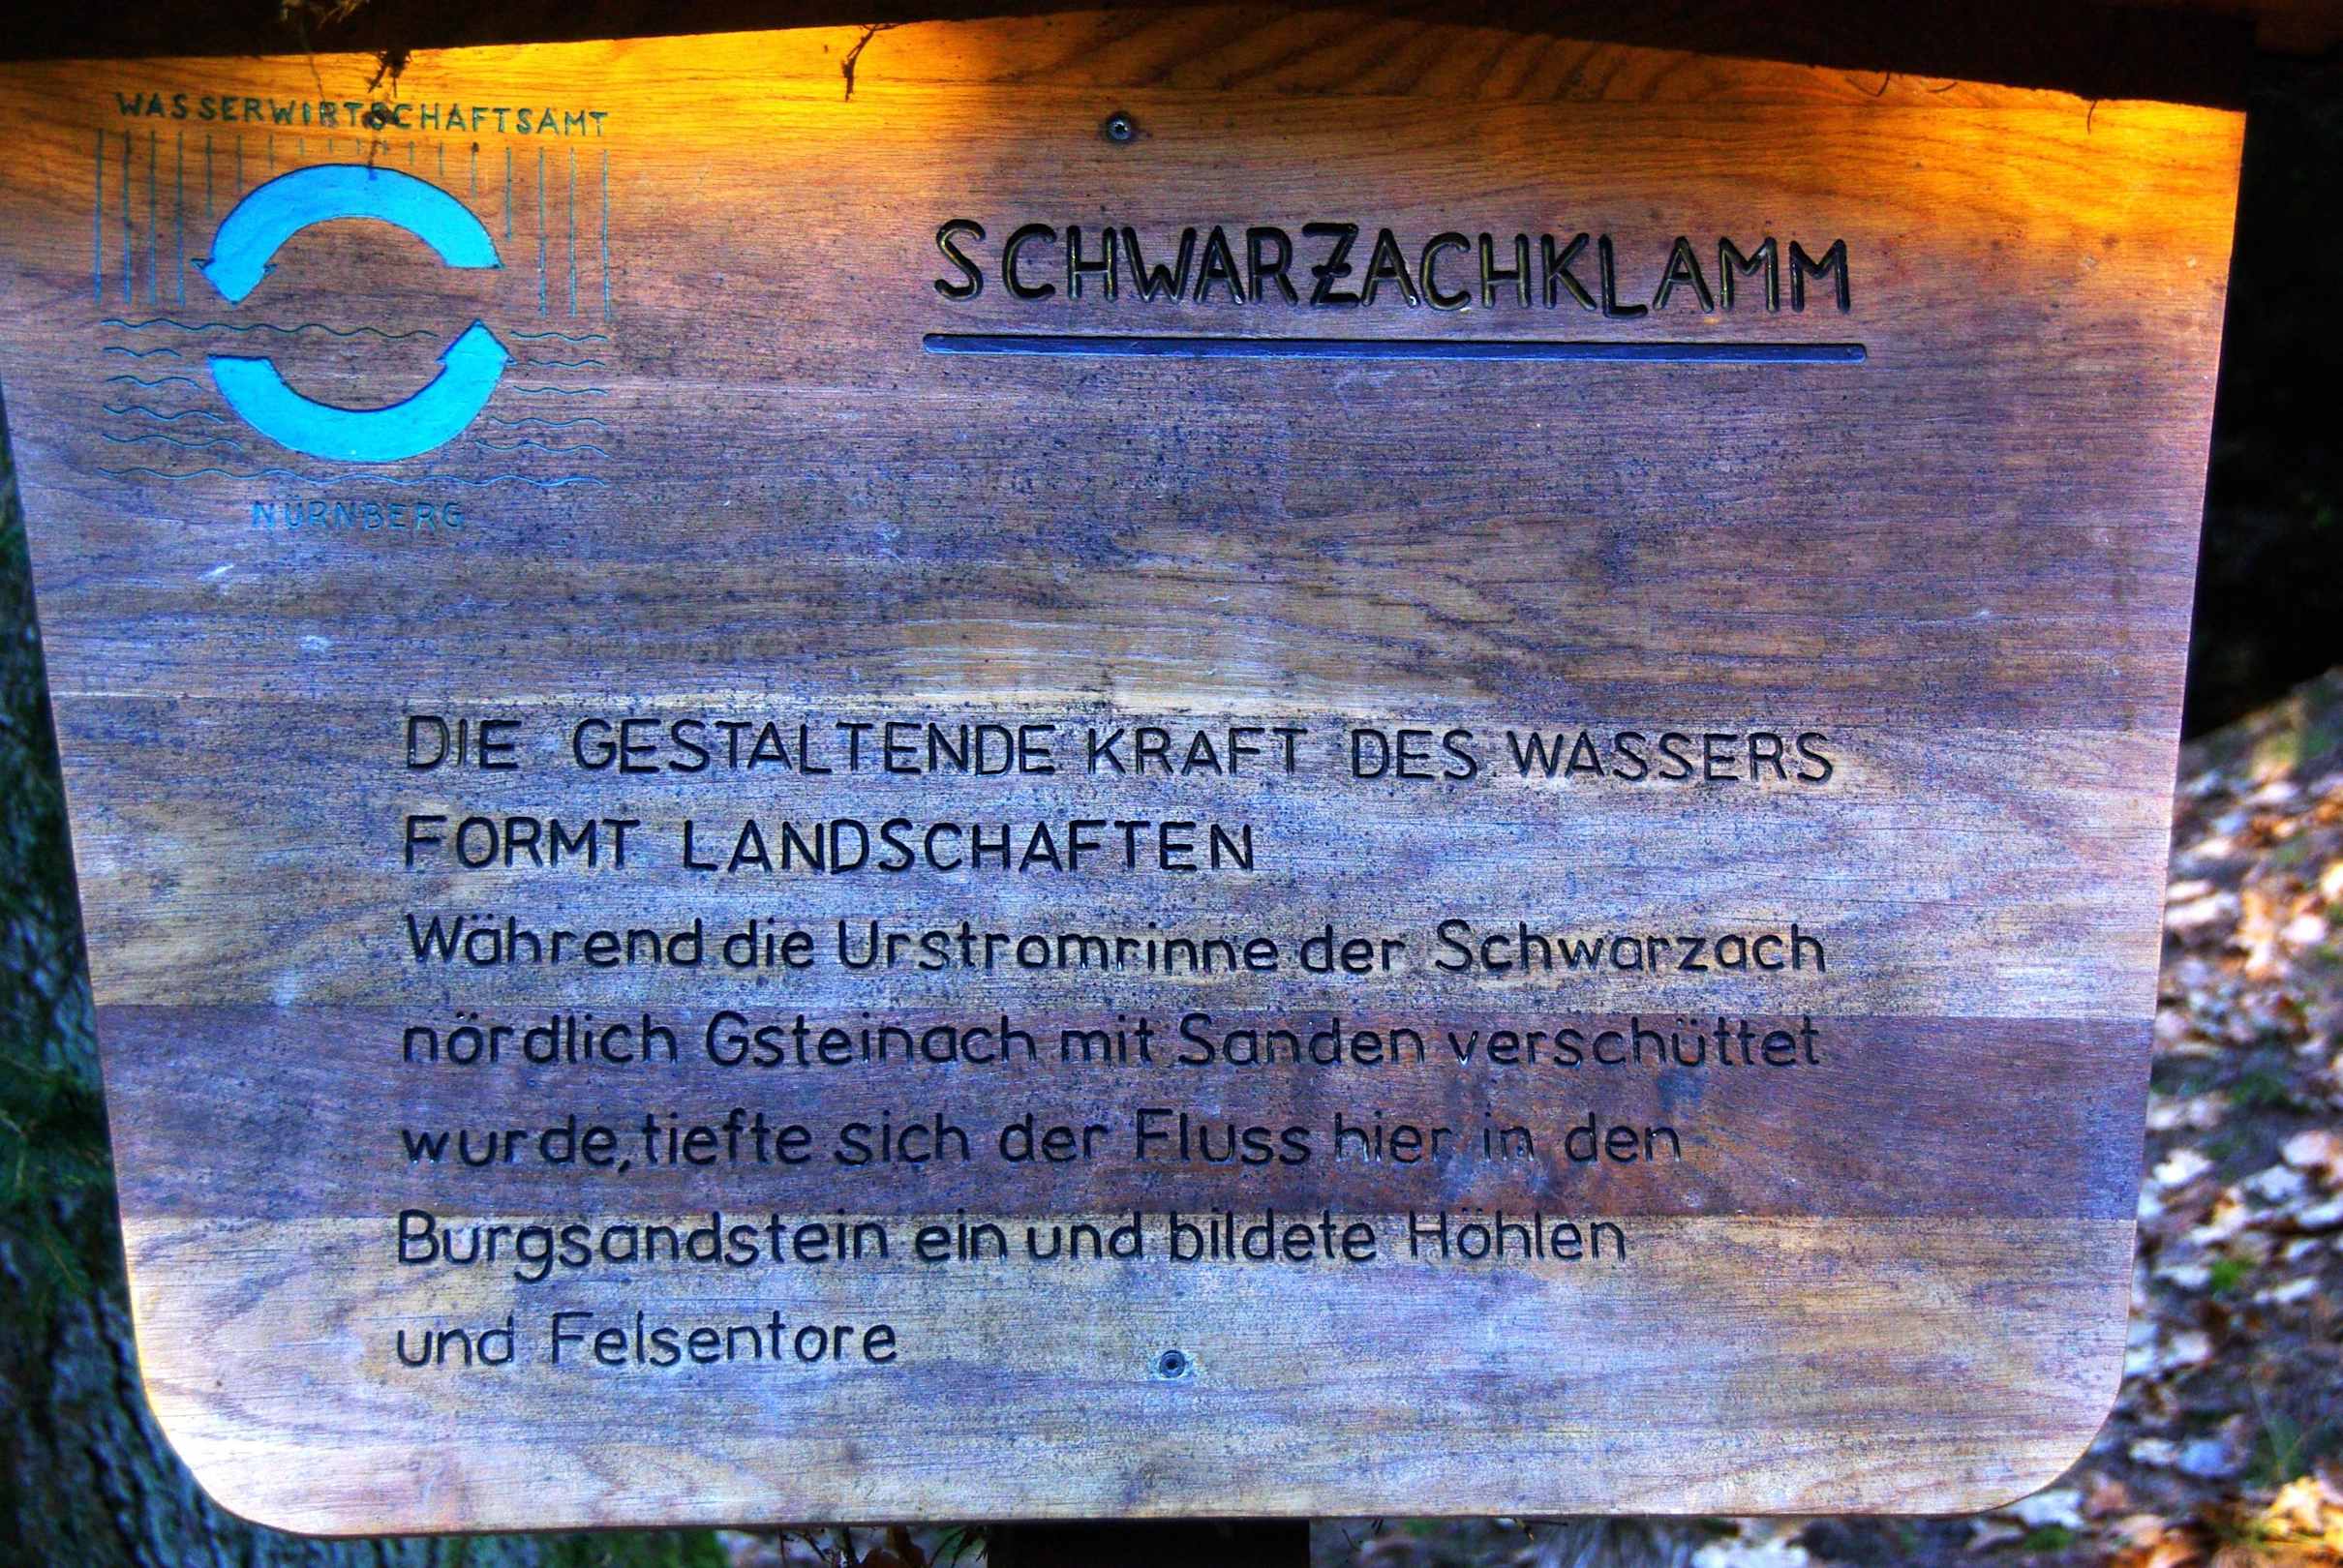 WASSERWIRTSCHAFTSAMT
NÜRNBERG
SCHWARZACHKLAMM
DIE GESTALTENDE KRAFT DES WASSERS
FORMT LANDSCHAFTEN
Während die Urstromrinne der Schwarzach
nördlich Gsteinach mit Sanden verschüttet
wurde, tiefte sich der Fluss hier in den
Burgsandstein ein und bildete Höhlen
und Felsentore